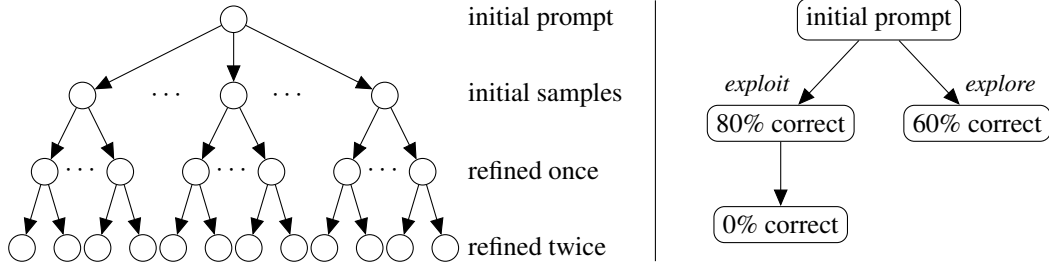 initial prompt
initial samples
refined once
refined twice
initial prompt
exploit
explore
80% correct
60% correct
0% correct